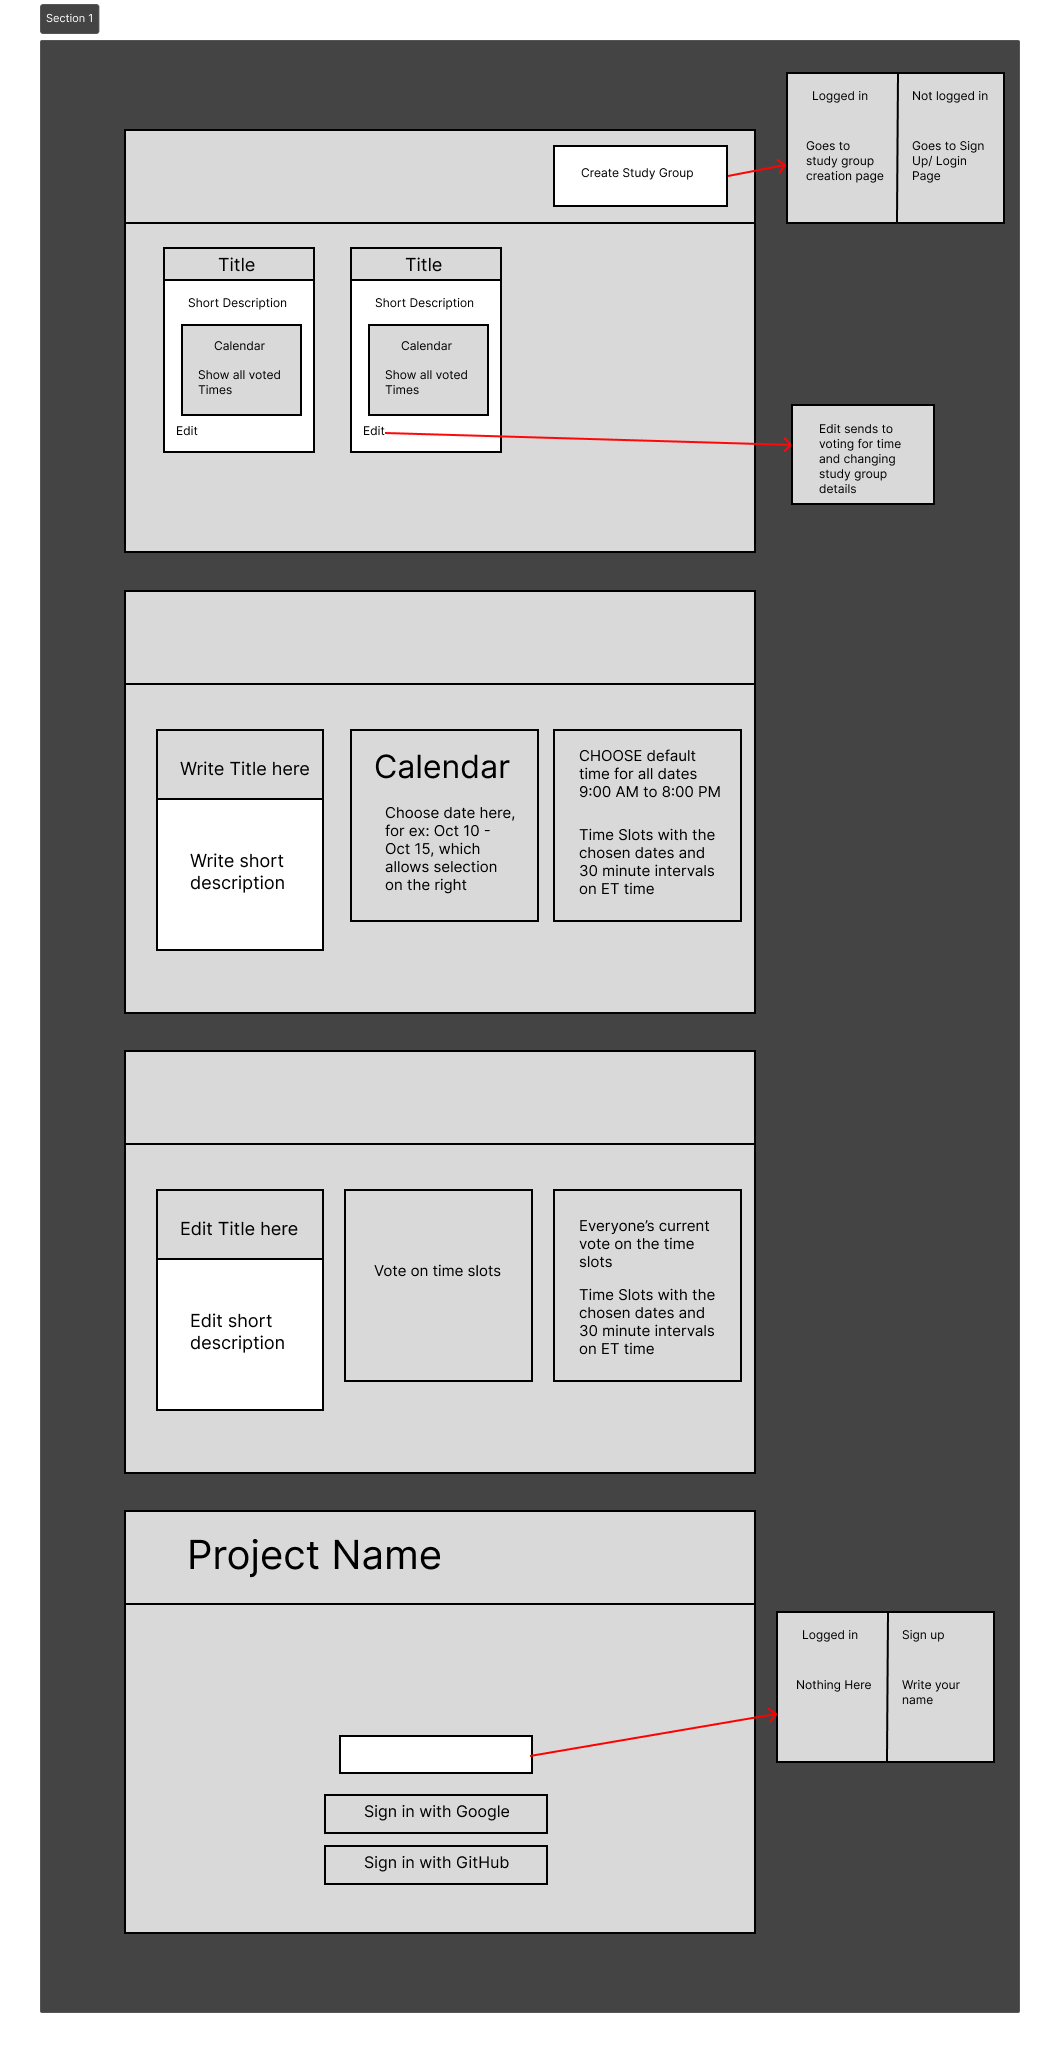 Section 1
Logged in
Not logged in
Goes to
study group
creation page
Goes to Sign
Up/ Login
Page
Create Study Group
Title
Short Description
Calendar
Show all voted
Times
Edit
Title
Short Description
Calendar
Show all voted
Times
Edit
Edit sends to
voting for time
and changing
study group
details
Write Title here
Write short
description
Calendar
Choose date here,
for ex: Oct 10 -
Oct 15, which
allows selection
on the right
CHOOSE default
time for all dates
9:00 AM to 8:00 PM
Time Slots with the
chosen dates and
30 minute intervals
on ET time
Edit Title here
Edit short
description
Vote on time slots
Everyone’s current
vote on the time
slots
Time Slots with the
chosen dates and
30 minute intervals
on ET time
Project Name
Logged in
Nothing Here
Sign up
Write your
name
Sign in with Google
Sign in with GitHub